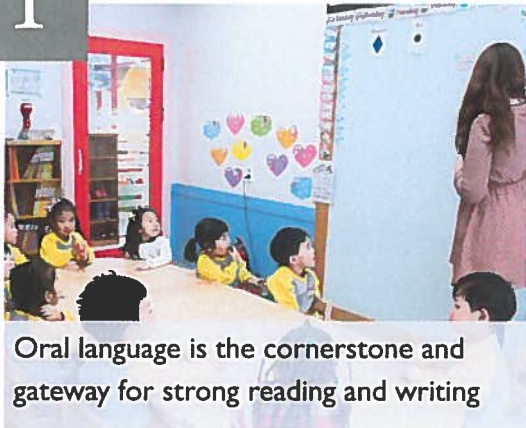 1
Oral language is the cornerstone and
gateway for strong reading and writing